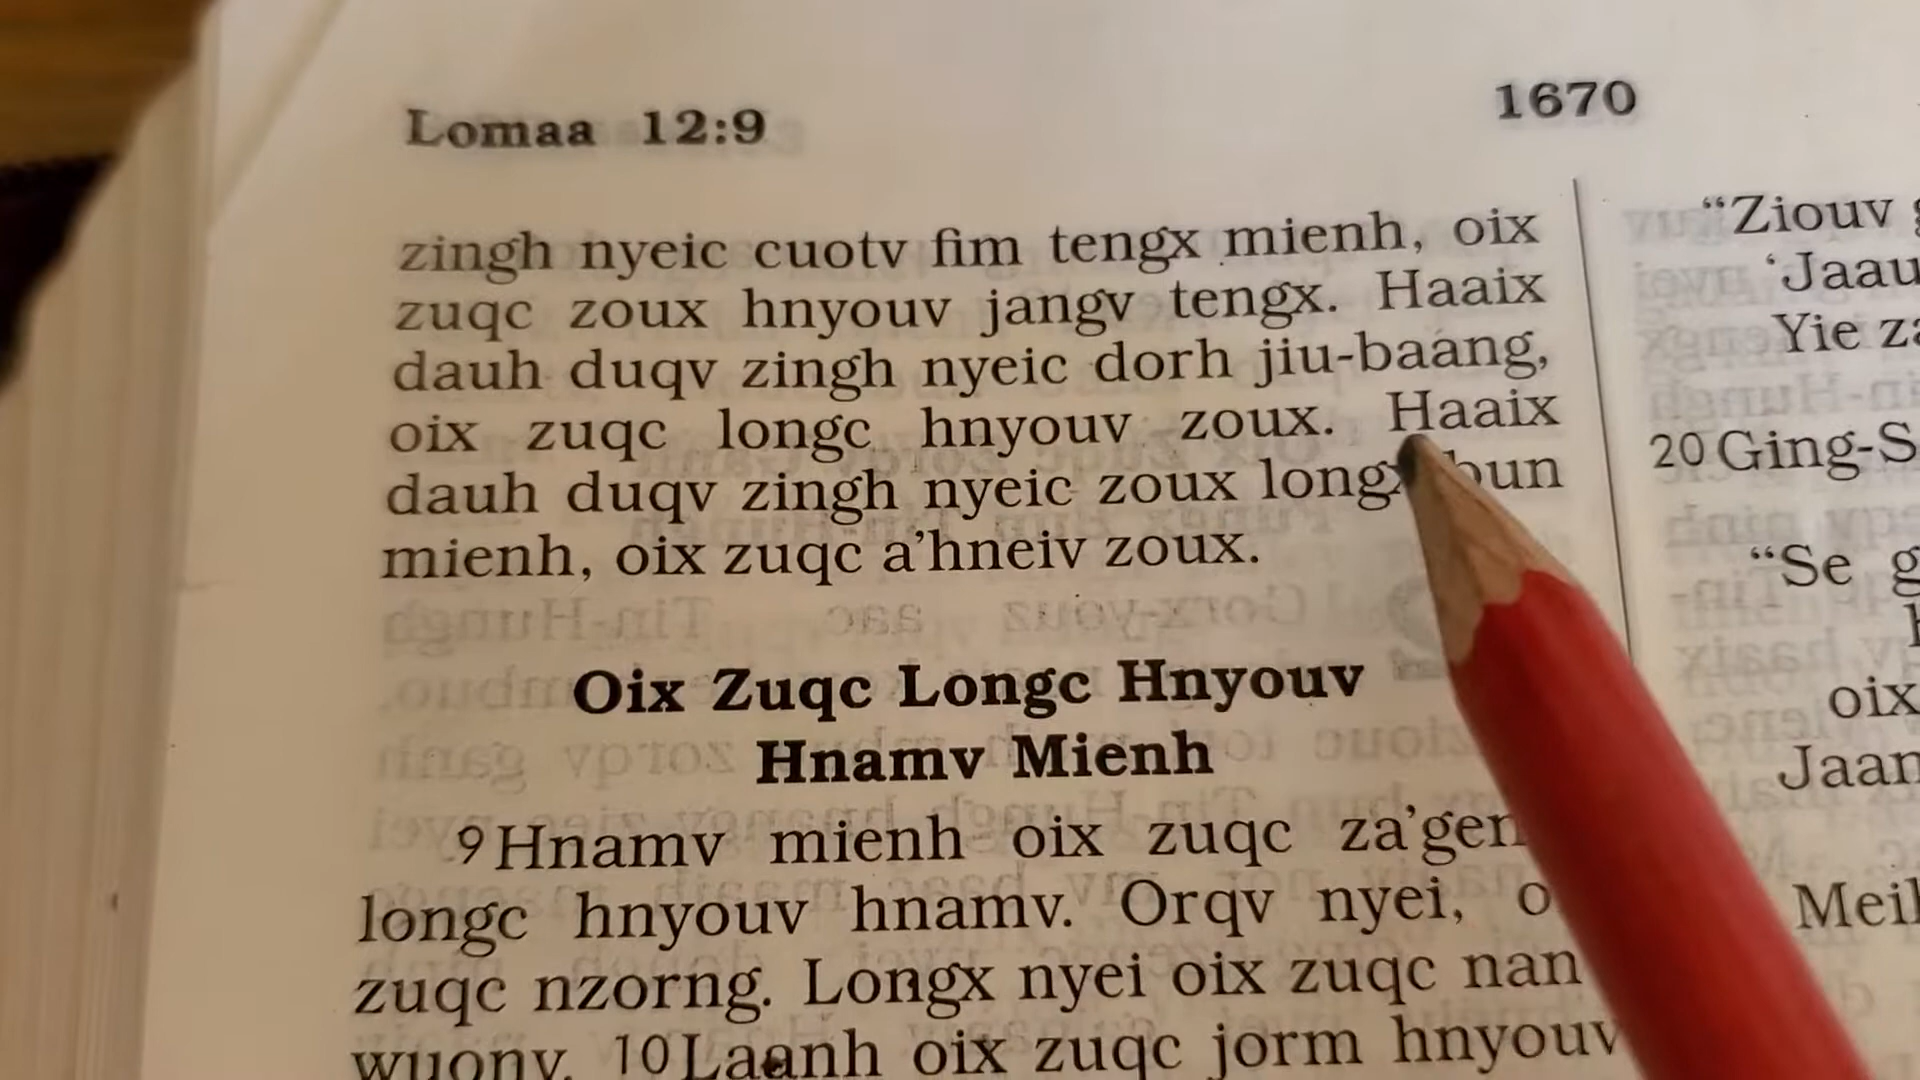 Lomaa 12:9
1670
zingh nyeic cuotv fim tengx mienh, oix
zuqc zoux hnyouv jangv tengx. Haaix
dauh duqv zingh nyeic dorh jiu-baang,
oix zuqc longc hnyouv zoux. Haaix
dauh duqv zingh nyeic zoux longx bun
mienh, oix zuqc a’hneiv zoux.
Oix Zuqc Longc Hnyouv
Hnamv Mienh
9 Hnamv mienh oix zuqc za’gen
longc hnyouv hnamv. Orqv nyei,
zuqc nzorng. Longx nyei oix zuqc nan
wuonv. 10 Laanh oix zuqc jorm hnyouv
“Ziouv
‘Jaau
Yie
20 Ging-S
“Se
oix
Jaan
Meil